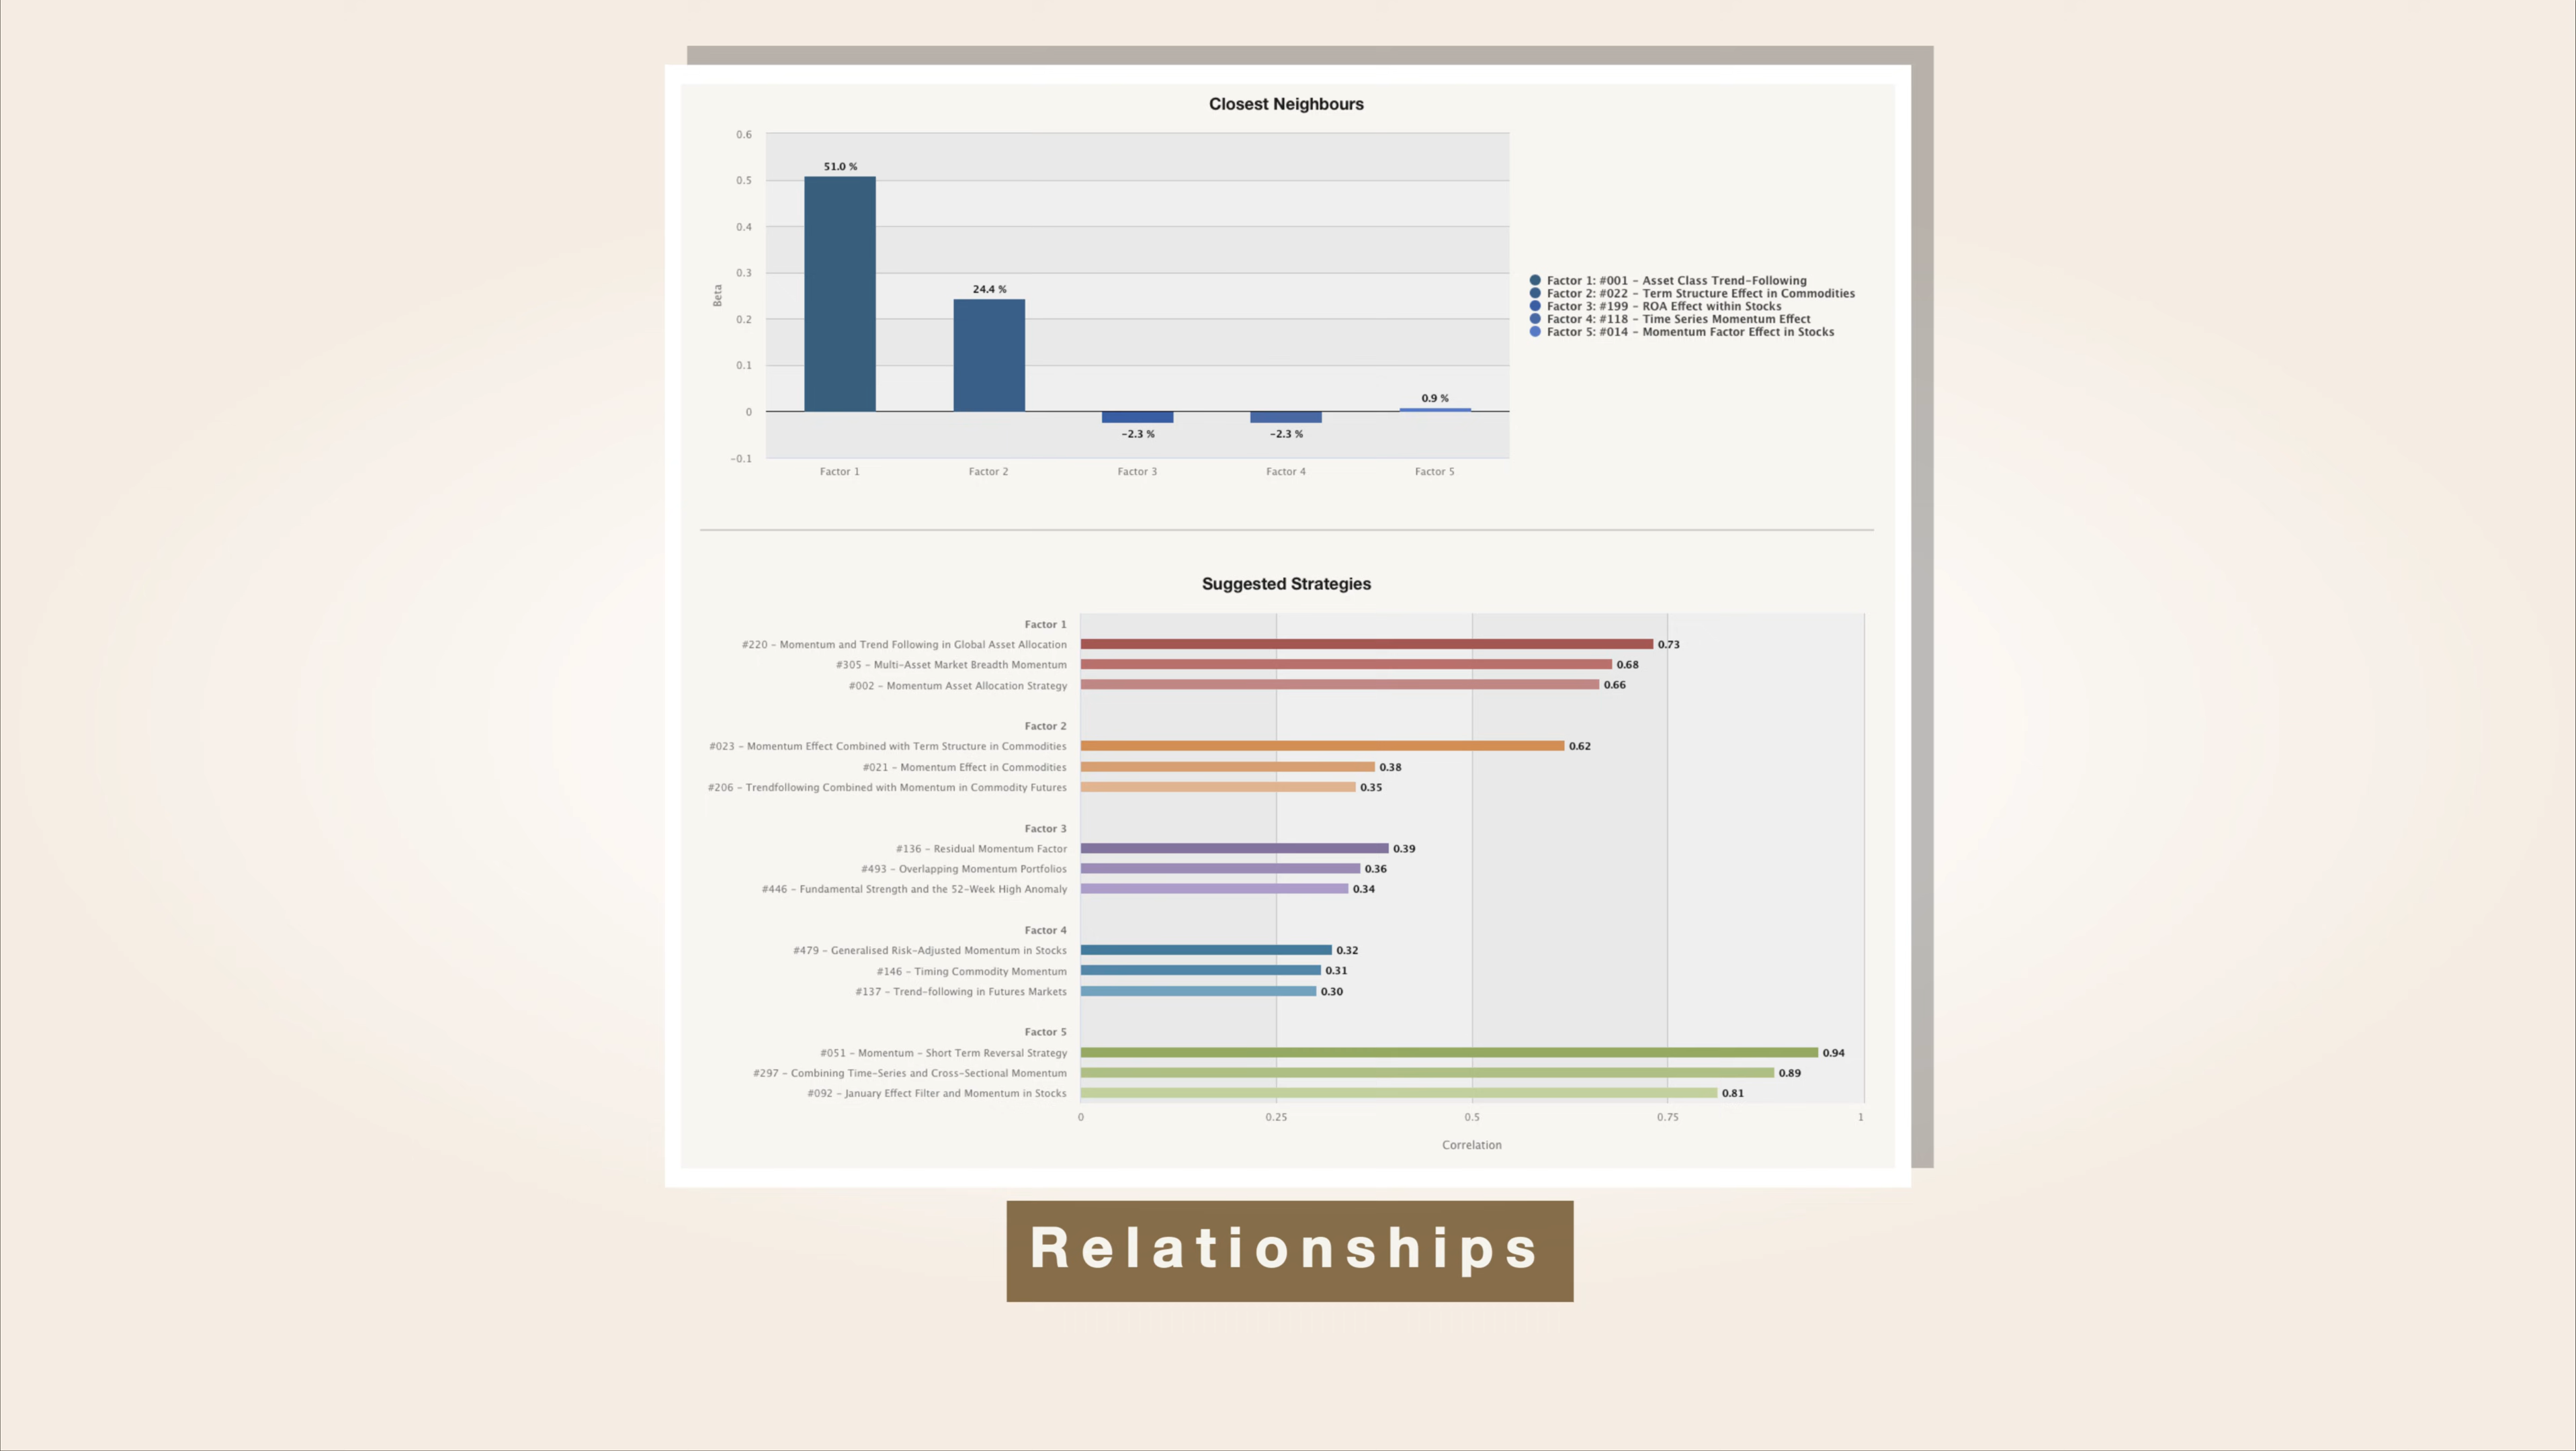 Closest Neighbours
0.6
0.5
0.4
0.3
0.2
0.1
0
-0.1
Beta
51.0 %
24.4 %
-2.3 %
-2.3 %
0.9 %
Factor 1
Factor 2
Factor 3
Factor 4
Factor 5
Factor 1: #001 - Asset Class Trend-Following
Factor 2: #022 - Term Structure Effect in Commodities
Factor 3: #199 - ROA Effect within Stocks
Factor 4: #118 - Time Series Momentum Effect
Factor 5: #014 - Momentum Factor Effect in Stocks
Suggested Strategies
Factor 1
#220 - Momentum and Trend Following in Global Asset Allocation 0.73
#305 - Multi-Asset Market Breadth Momentum 0.68
#002 - Momentum Asset Allocation Strategy 0.66
Factor 2
#023 - Momentum Effect Combined with Term Structure in Commodities 0.62
#021 - Momentum Effect in Commodities 0.38
#206 - Trendfollowing Combined with Momentum in Commodity Futures 0.35
Factor 3
#136 - Residual Momentum Factor 0.39
#493 - Overlapping Momentum Portfolios 0.36
#446 - Fundamental Strength and the 52-Week High Anomaly 0.34
Factor 4
#479 - Generalised Risk-Adjusted Momentum in Stocks 0.32
#146 - Timing Commodity Momentum 0.31
#137 - Trend-following in Futures Markets 0.30
Factor 5
#051 - Momentum - Short Term Reversal Strategy 0.94
#297 - Combining Time-Series and Cross-Sectional Momentum 0.89
#092 - January Effect Filter and Momentum in Stocks 0.81
0 0.25 0.5 0.75 1
Correlation
Relationships